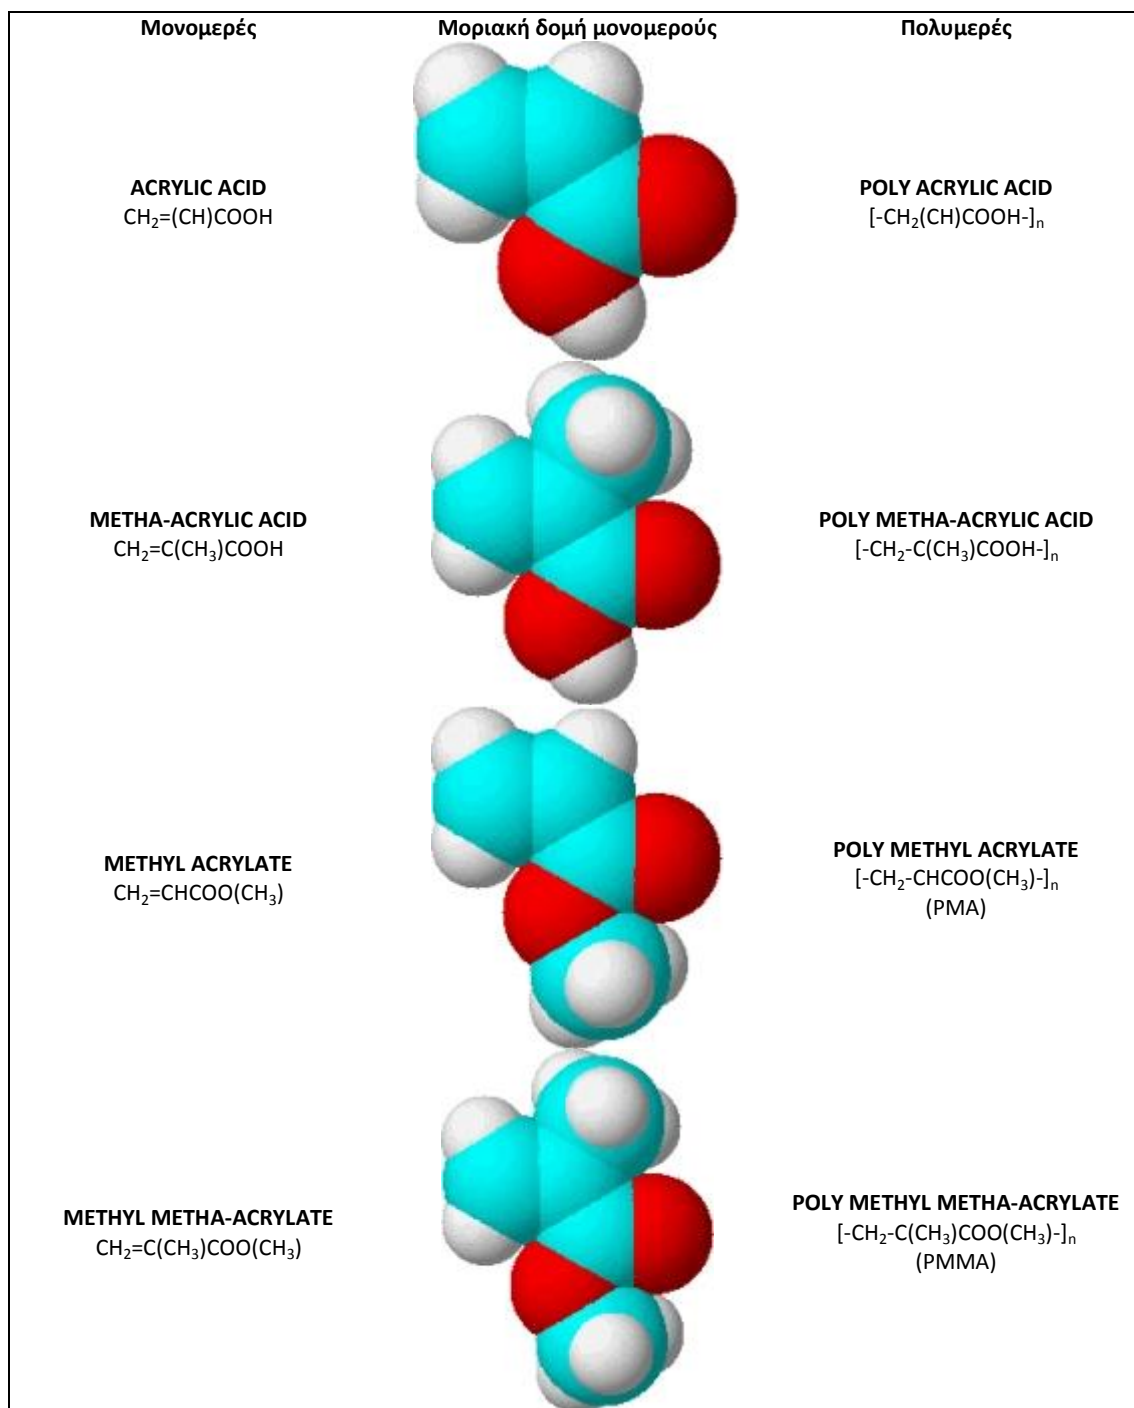 Μονομερές Μοριακή δομή μονομερούς Πολυμερές
ACRYLIC ACID
CH₂=(CH)COOH
POLY ACRYLIC ACID
[-CH₂(CH)COOH-]ₙ
METHA-ACRYLIC ACID
CH₂=C(CH₃)COOH
POLY METHA-ACRYLIC ACID
[-CH₂-C(CH₃)COOH-]ₙ
METHYL ACRYLATE
CH₂=CHCOO(CH₃)
POLY METHYL ACRYLATE
[-CH₂-CHCOO(CH₃)-]ₙ
(PMA)
METHYL METHA-ACRYLATE
CH₂=C(CH₃)COO(CH₃)
POLY METHYL METHA-ACRYLATE
[-CH₂-C(CH₃)COO(CH₃)-]ₙ
(PMMA)